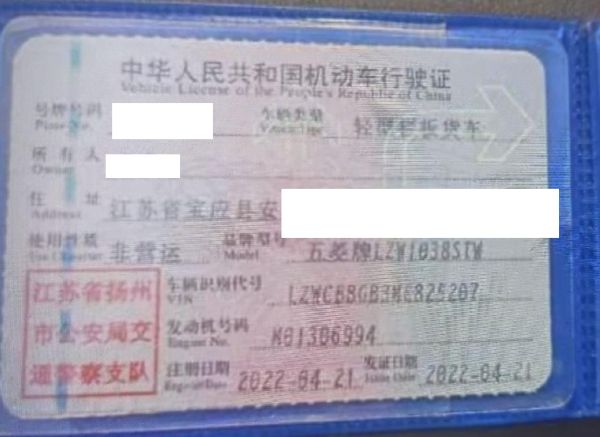 中华人民共和国机动车行驶证
Vehicle License of the People's Republic of China
号牌号码 车辆类型 轻型栏板货车
Plate No. Vehicle Type
所有人
住址 江苏省宝应县安
Address
使用性质 非营运 品牌型号 五菱牌LZW1038STW
Use Character Model
江苏省扬州 车辆识别代号
VIN
市公安局交 发动机号码
Engine No.
通警察支队 注册日期 2022-04-21 发证日期 2022-04-21
Register Date Issue Date